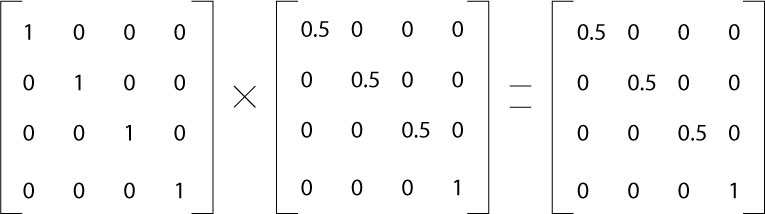 1 0 0 0 0.5 0 0 0 0.5 0 0 0
0 1 0 0 0 0.5 0 0 0 0.5 0 0
× =
0 0 1 0 0 0 0.5 0 0 0 0.5 0
0 0 0 1 0 0 0 1 0 0 0 1